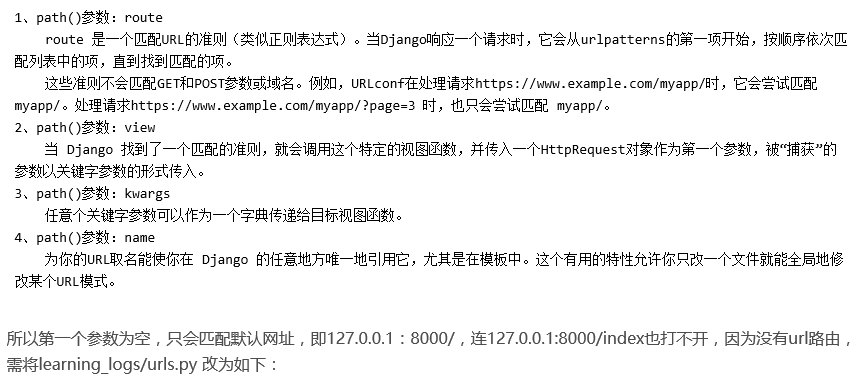 1、path()参数：route
route 是一个匹配URL的准则（类似正则表达式）。当Django响应一个请求时，它会从urlpatterns的第一项开始，按顺序依次匹
配列表中的项，直到找到匹配的项。
这些准则不会匹配GET和POST参数或域名。例如，URLconf在处理请求https://www.example.com/myapp/时，它会尝试匹配
myapp/。处理请求https://www.example.com/myapp/?page=3 时，也只会尝试匹配 myapp/。
2、path()参数：view
当 Django 找到了一个匹配的准则，就会调用这个特定的视图函数，并传入一个HttpRequest对象作为第一个参数，被“捕获”的
参数以关键字参数的形式传入。
3、path()参数：kwargs
任意个关键字参数可以作为一个字典传递给目标视图函数。
4、path()参数：name
为你的URL取名能使你在 Django 的任意地方唯一地引用它，尤其是在模板中。这个有用的特性允许你只改一个文件就能全局地修
改某个URL模式。
所以第一个参数为空，只会匹配默认网址，即127.0.0.1：8000/，连127.0.0.1:8000/index也打不开，因为没有url路由，
需将learning_logs/urls.py 改为如下：